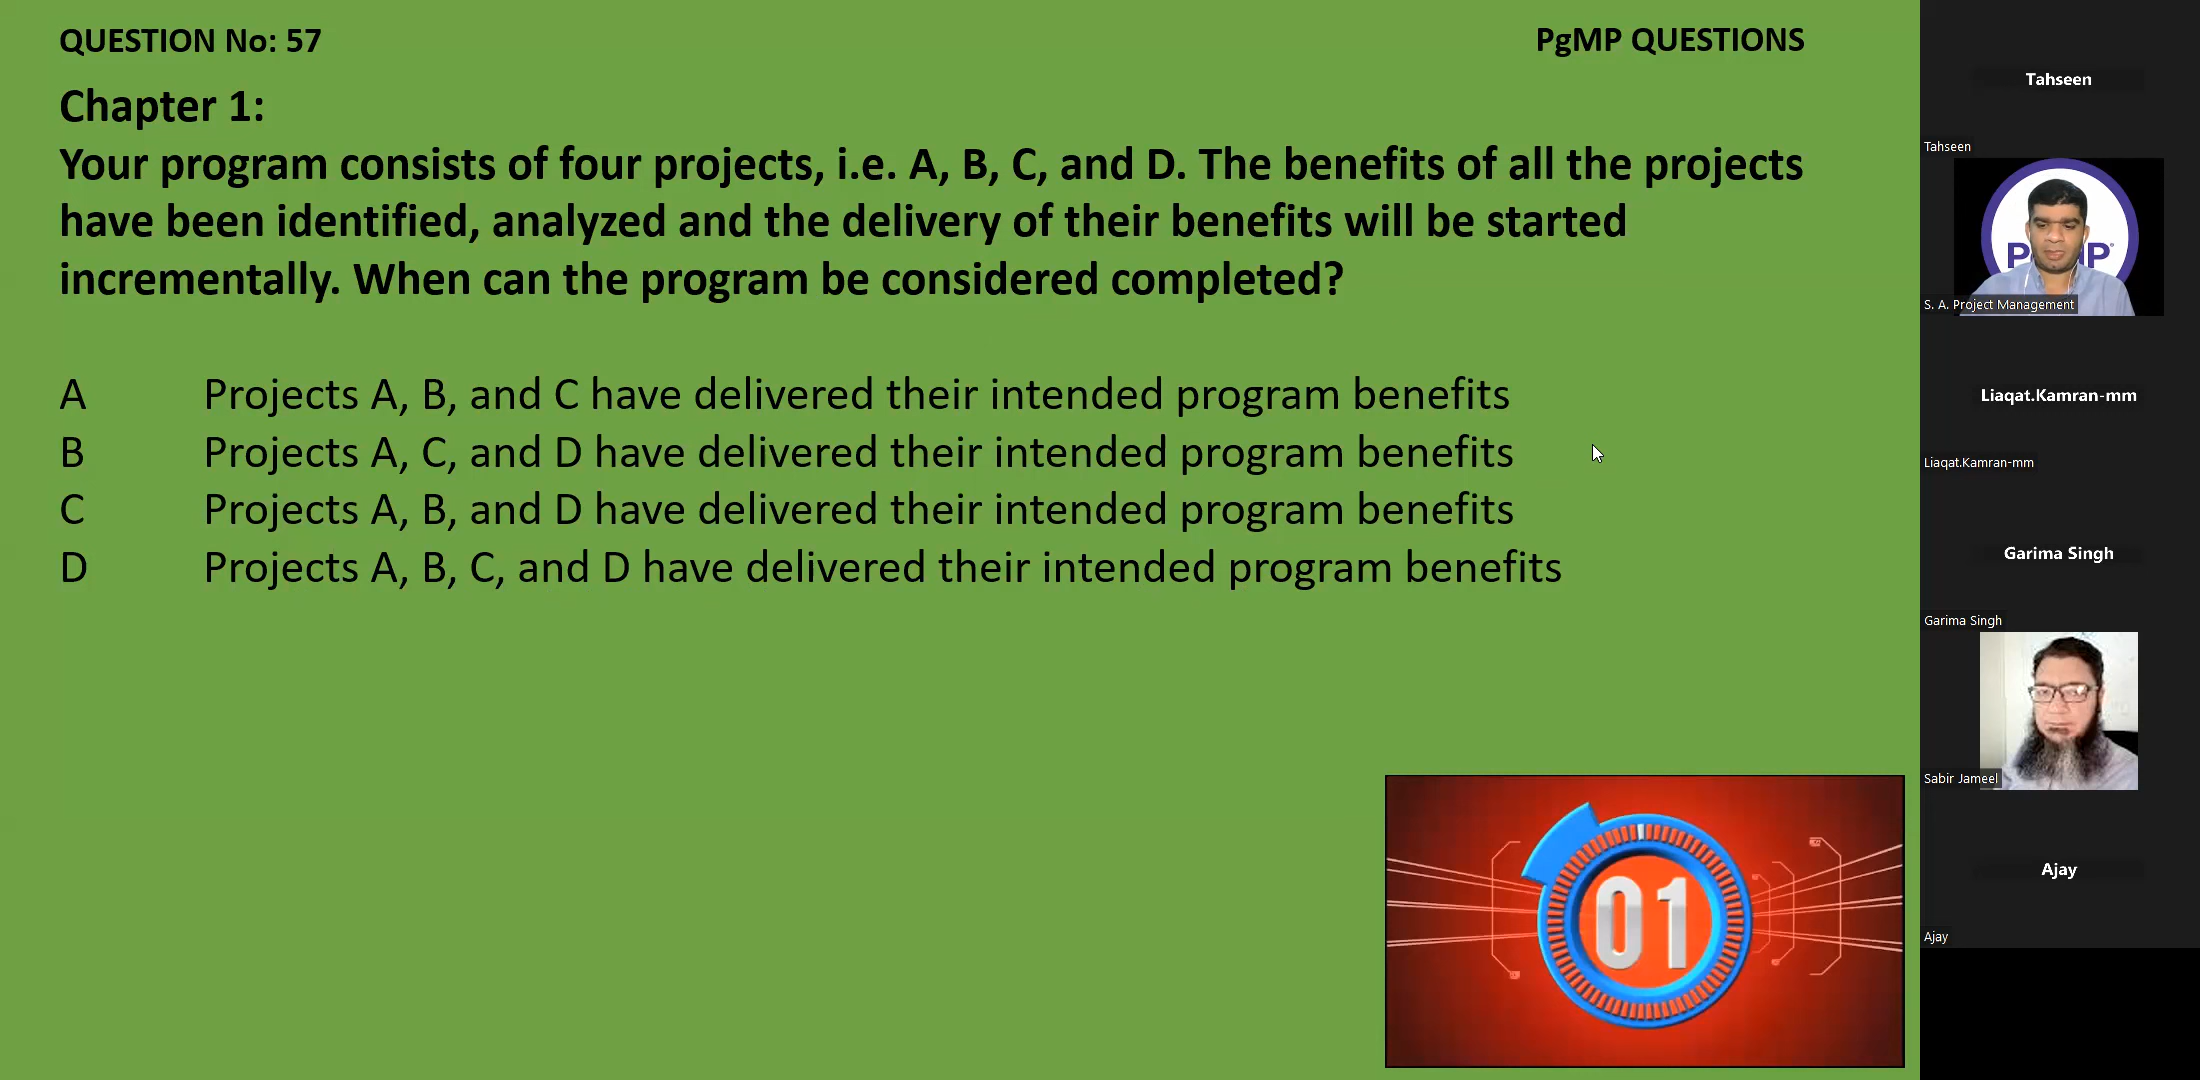 QUESTION No: 57
PgMP QUESTIONS
Chapter 1:
Your program consists of four projects, i.e. A, B, C, and D. The benefits of all the projects
have been identified, analyzed and the delivery of their benefits will be started
incrementally. When can the program be considered completed?
A Projects A, B, and C have delivered their intended program benefits
B Projects A, C, and D have delivered their intended program benefits
C Projects A, B, and D have delivered their intended program benefits
D Projects A, B, C, and D have delivered their intended program benefits
01
Tahseen
Tahseen
S. A. Project Management
Liaqat.Kamran-mm
Liaqat.Kamran-mm
Garima Singh
Garima Singh
Sabir Jameel
Ajay
Ajay